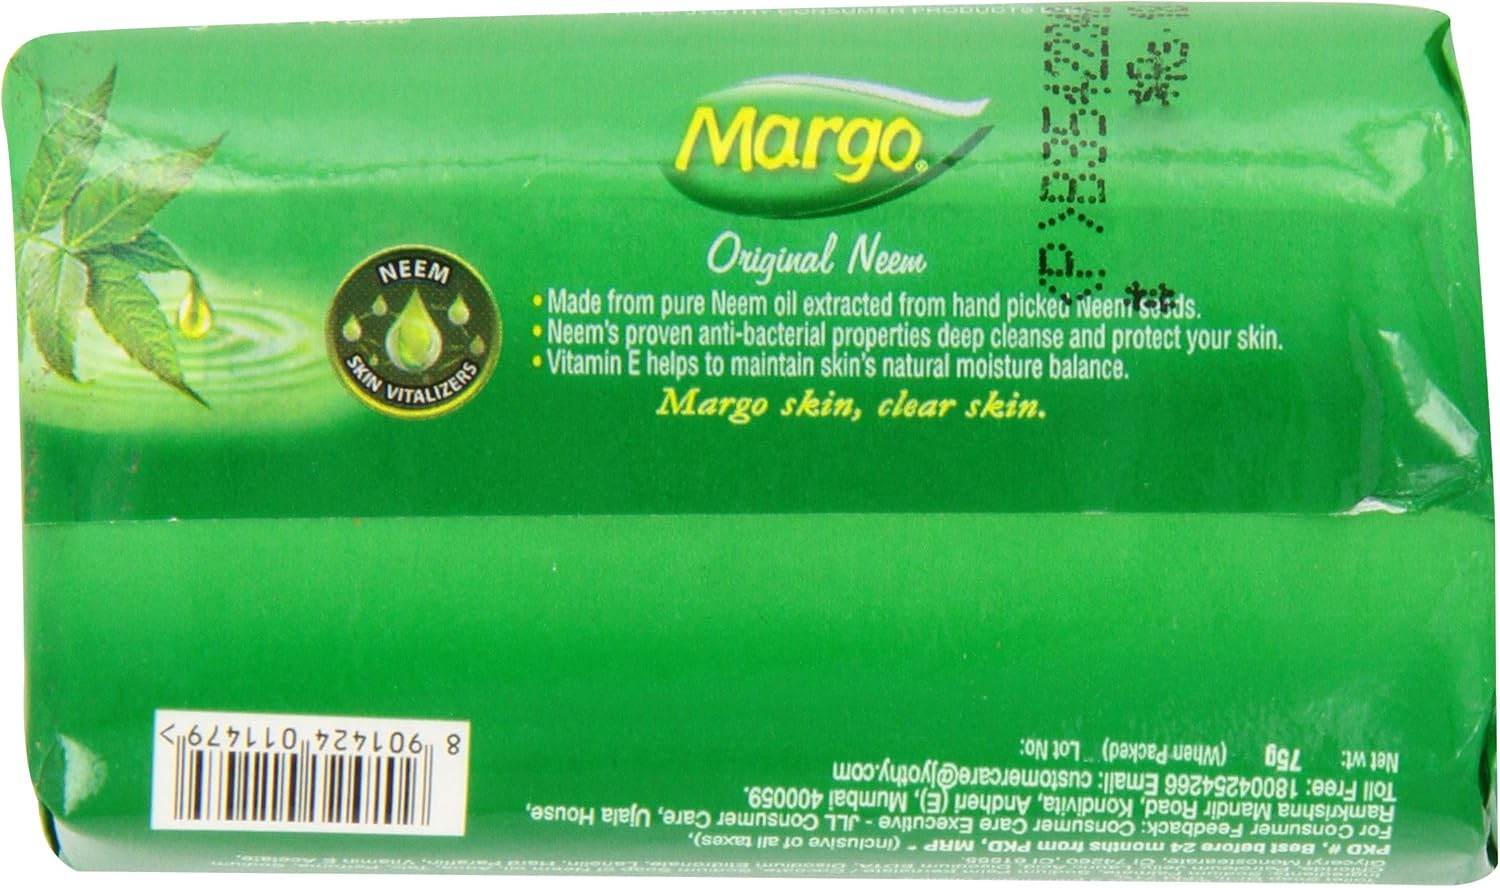 CONSUMER PRODUCTS
Margo®
Original Neem
NEEM
SKIN VITALIZERS
• Made from pure Neem oil extracted from hand picked Neem seeds.
• Neem's proven anti-bacterial properties deep cleanse and protect your skin.
• Vitamin E helps to maintain skin's natural moisture balance.
Margo skin, clear skin.
8 901424 011479 >
PKD #, Best before 24 months from PKD, MRP * (inclusive of all taxes),
For Consumer Feedback: Consumer Care Executive - JLL Consumer Care, Ujala House,
Ramkrishna Mandir Road, Kondivita, Andheri (E), Mumbai 400059.
Toll Free: 18004254266 Email: customercare@jyothy.com
Net wt: 75g (When Packed) Lot No: